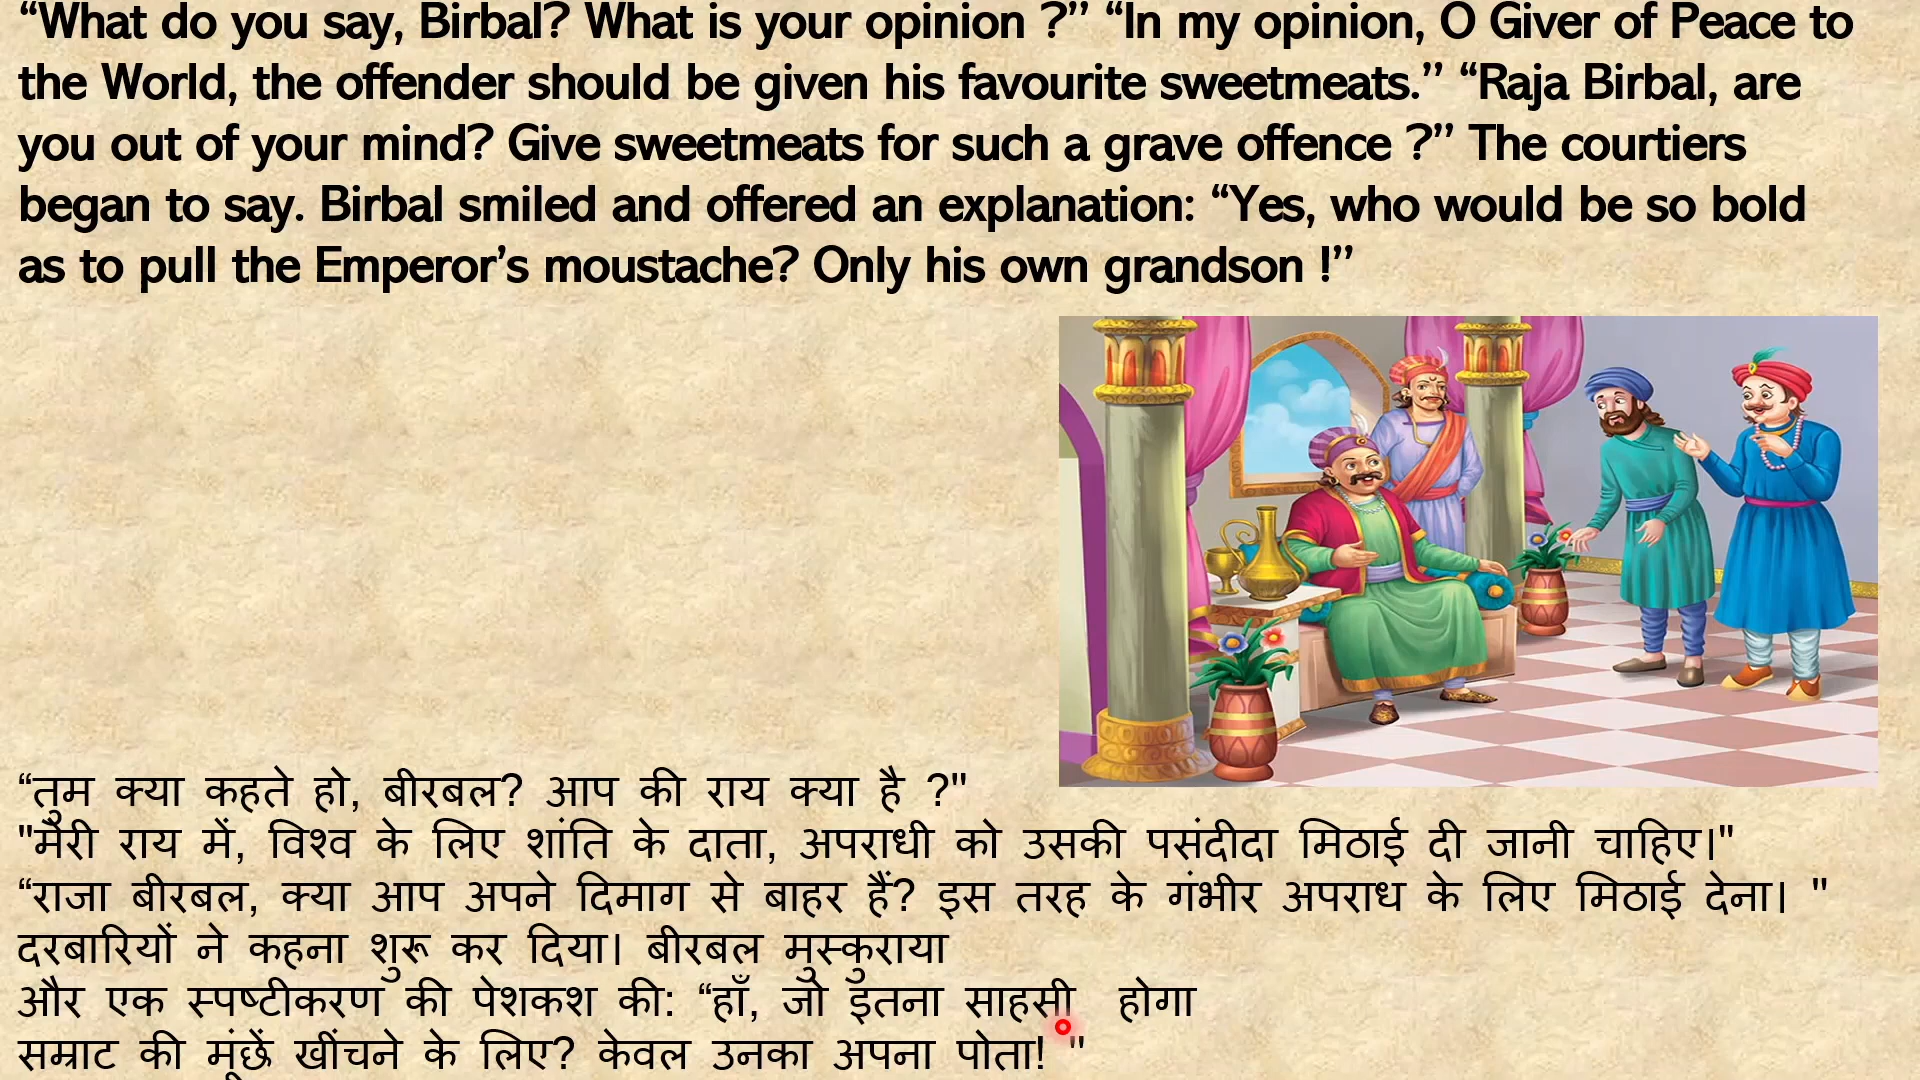 “What do you say, Birbal? What is your opinion ?” “In my opinion, O Giver of Peace to
the World, the offender should be given his favourite sweetmeats.” “Raja Birbal, are
you out of your mind? Give sweetmeats for such a grave offence ?” The courtiers
began to say. Birbal smiled and offered an explanation: “Yes, who would be so bold
as to pull the Emperor’s moustache? Only his own grandson !”
“तुम क्या कहते हो, बीरबल? आप की राय क्या है ?"
"मेरी राय में, विश्व के लिए शांति के दाता, अपराधी को उसकी पसंदीदा मिठाई दी जानी चाहिए।"
“राजा बीरबल, क्या आप अपने दिमाग से बाहर हैं? इस तरह के गंभीर अपराध के लिए मिठाई देना। "
दरबारियों ने कहना शुरू कर दिया। बीरबल मुस्कुराया
और एक स्पष्टीकरण की पेशकश की: “हाँ, जो इतना साहसी होगा
सम्राट की मूंछें खींचने के लिए? केवल उनका अपना पोता! "